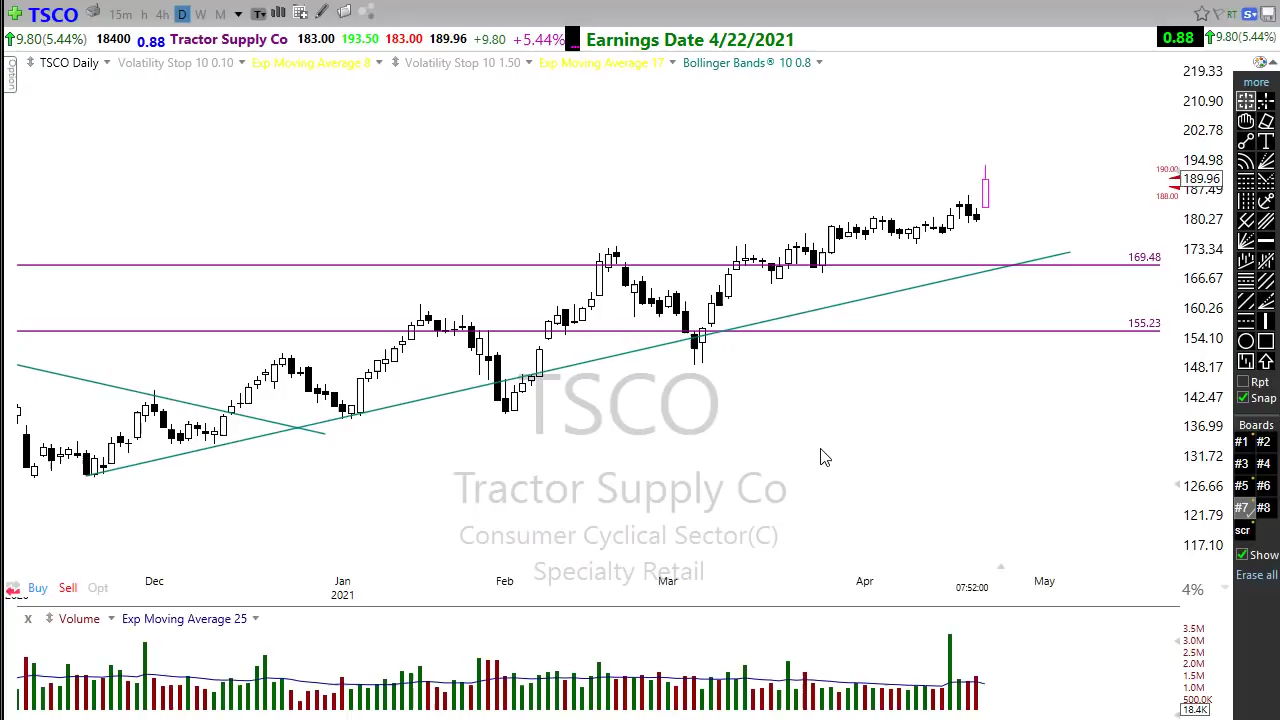 TSCO 15m h 4h D W M T RT S
9.80(5.44%) 18400 0.88 Tractor Supply Co 183.00 193.50 183.00 189.96 +9.80 +5.44% Earnings Date 4/22/2021 0.88 9.80(5.44%)
Option
TSCO Daily Volatility Stop 10 0.10 Exp Moving Average 8 Volatility Stop 10 1.50 Exp Moving Average 17 Bollinger Bands® 10 0.8
219.33
210.90
202.78
194.98
190.00
189.96
187.49
188.00
180.27
173.34
169.48
166.67
160.26
155.23
154.10
148.17
142.47
136.99
131.72
126.66
121.79
117.10
TSCO
Tractor Supply Co
Consumer Cyclical Sector(C)
Specialty Retail
more
T
Rpt
Snap
Boards
#1 #2
#3 #4
#5 #6
#7 #8
scr
Show
Erase all
Dec Jan Feb Mar Apr May
2021
07:52:00
Buy Sell Opt
4%
X Volume Exp Moving Average 25
3.5M
3.0M
2.5M
2.0M
1.5M
1.0M
500.0K
18.4K